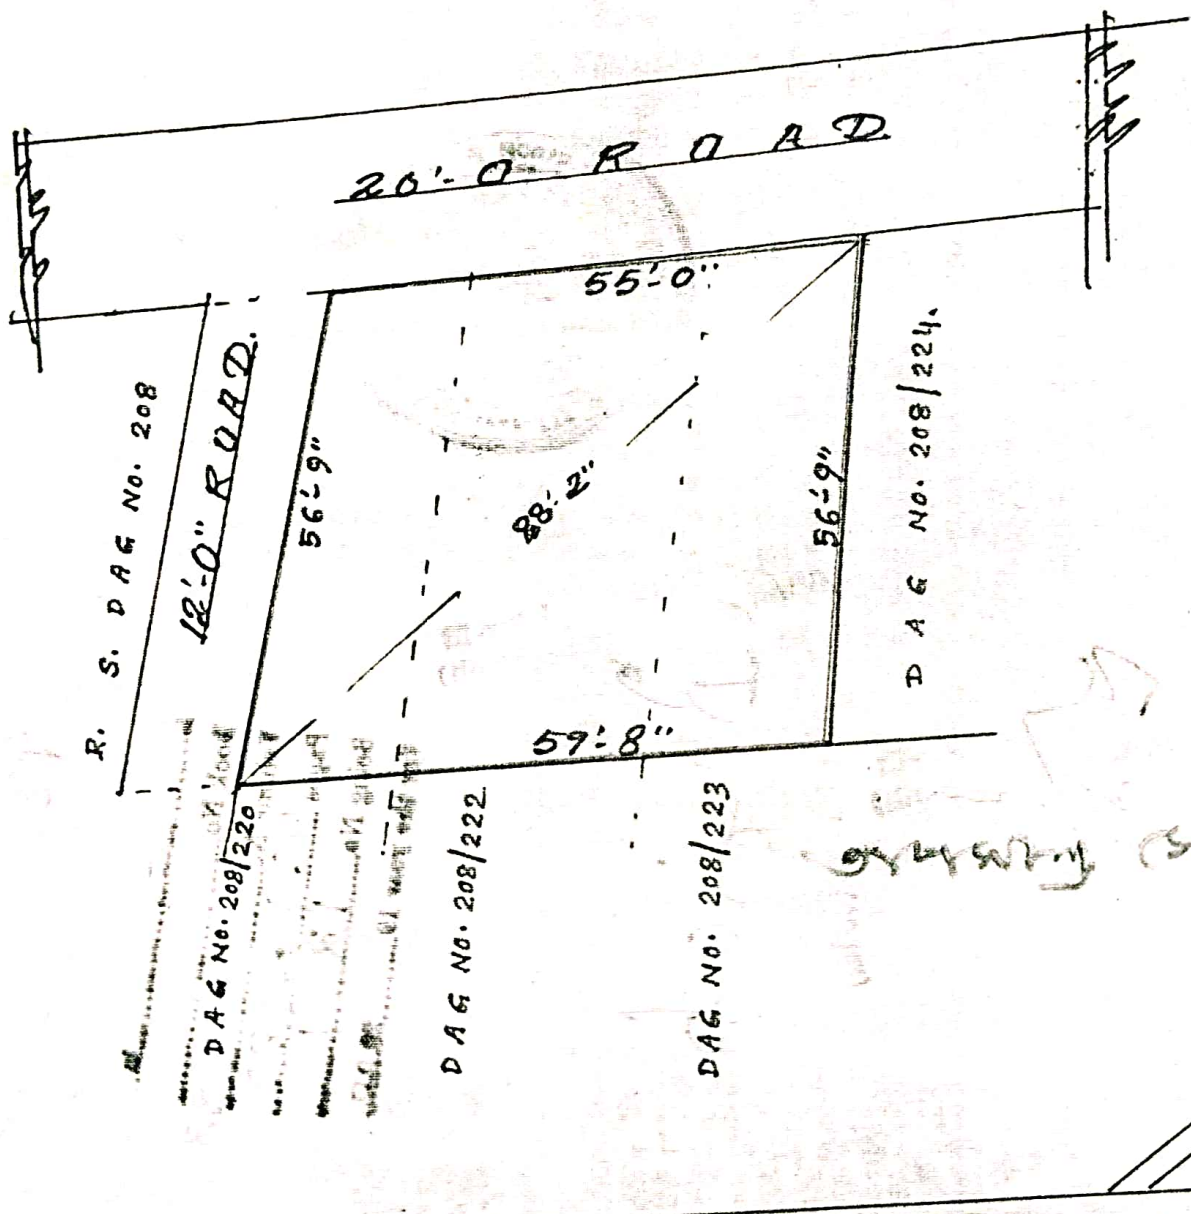 20'-0 ROAD.
55'-0"
R. S. DAG NO. 208
12'-0" ROAD.
56'-9"
88'-2"
56'-9"
DAG NO. 208/224.
59'-8"
DAG NO. 208/220
DAG NO. 208/222
DAG NO. 208/223